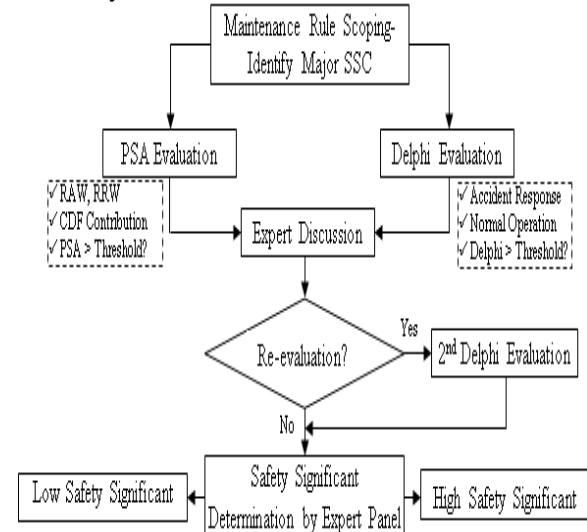 Maintenance Rule Scoping-
Identify Major SSC
PSA Evaluation
Delphi Evaluation
✓RAW, RRW
✓CDF Contribution
✓PSA > Threshold?
✓Accident Response
✓Normal Operation
✓Delphi > Threshold?
Expert Discussion
Re-evaluation?
Yes
2nd Delphi Evaluation
No
Low Safety Significant
Safety Significant
Determination by Expert Panel
High Safety Significant